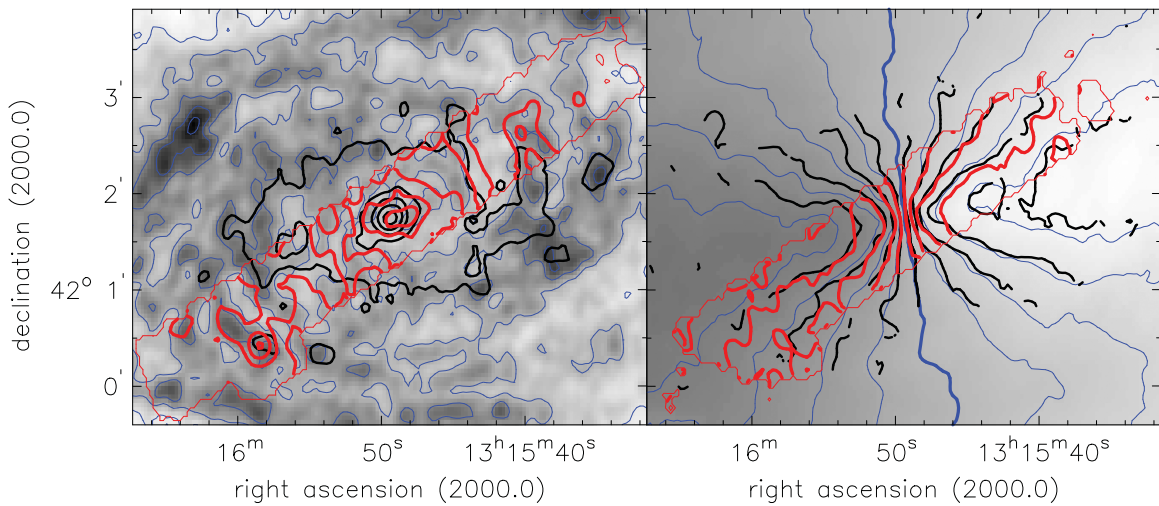 declination (2000.0)
3'
2'
42° 1'
0'
16ᵐ 50ˢ 13ʰ15ᵐ40ˢ
right ascension (2000.0)
16ᵐ 50ˢ 13ʰ15ᵐ40ˢ
right ascension (2000.0)